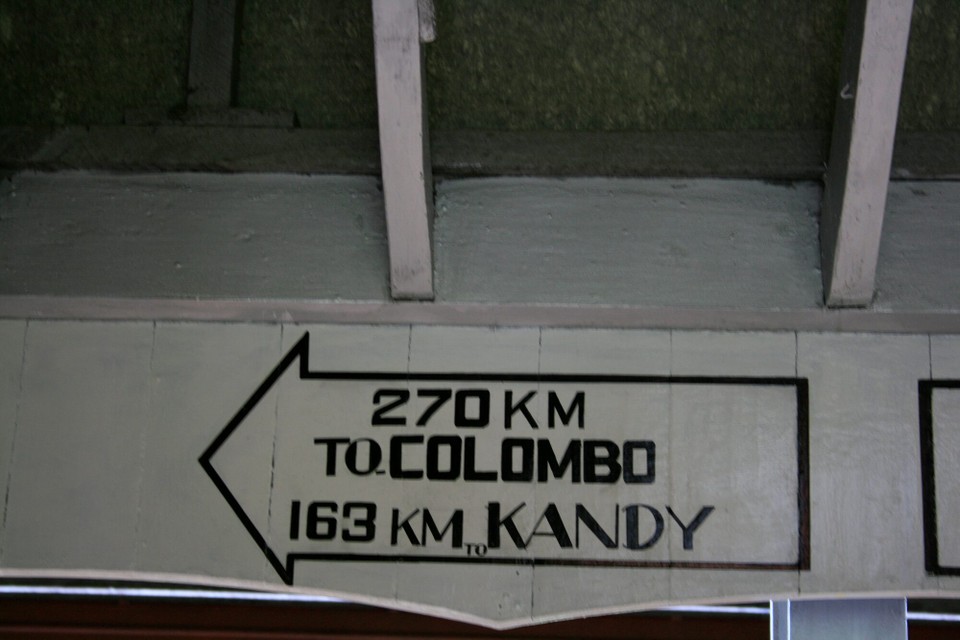 270 KM
TO COLOMBO
163 KM TO KANDY